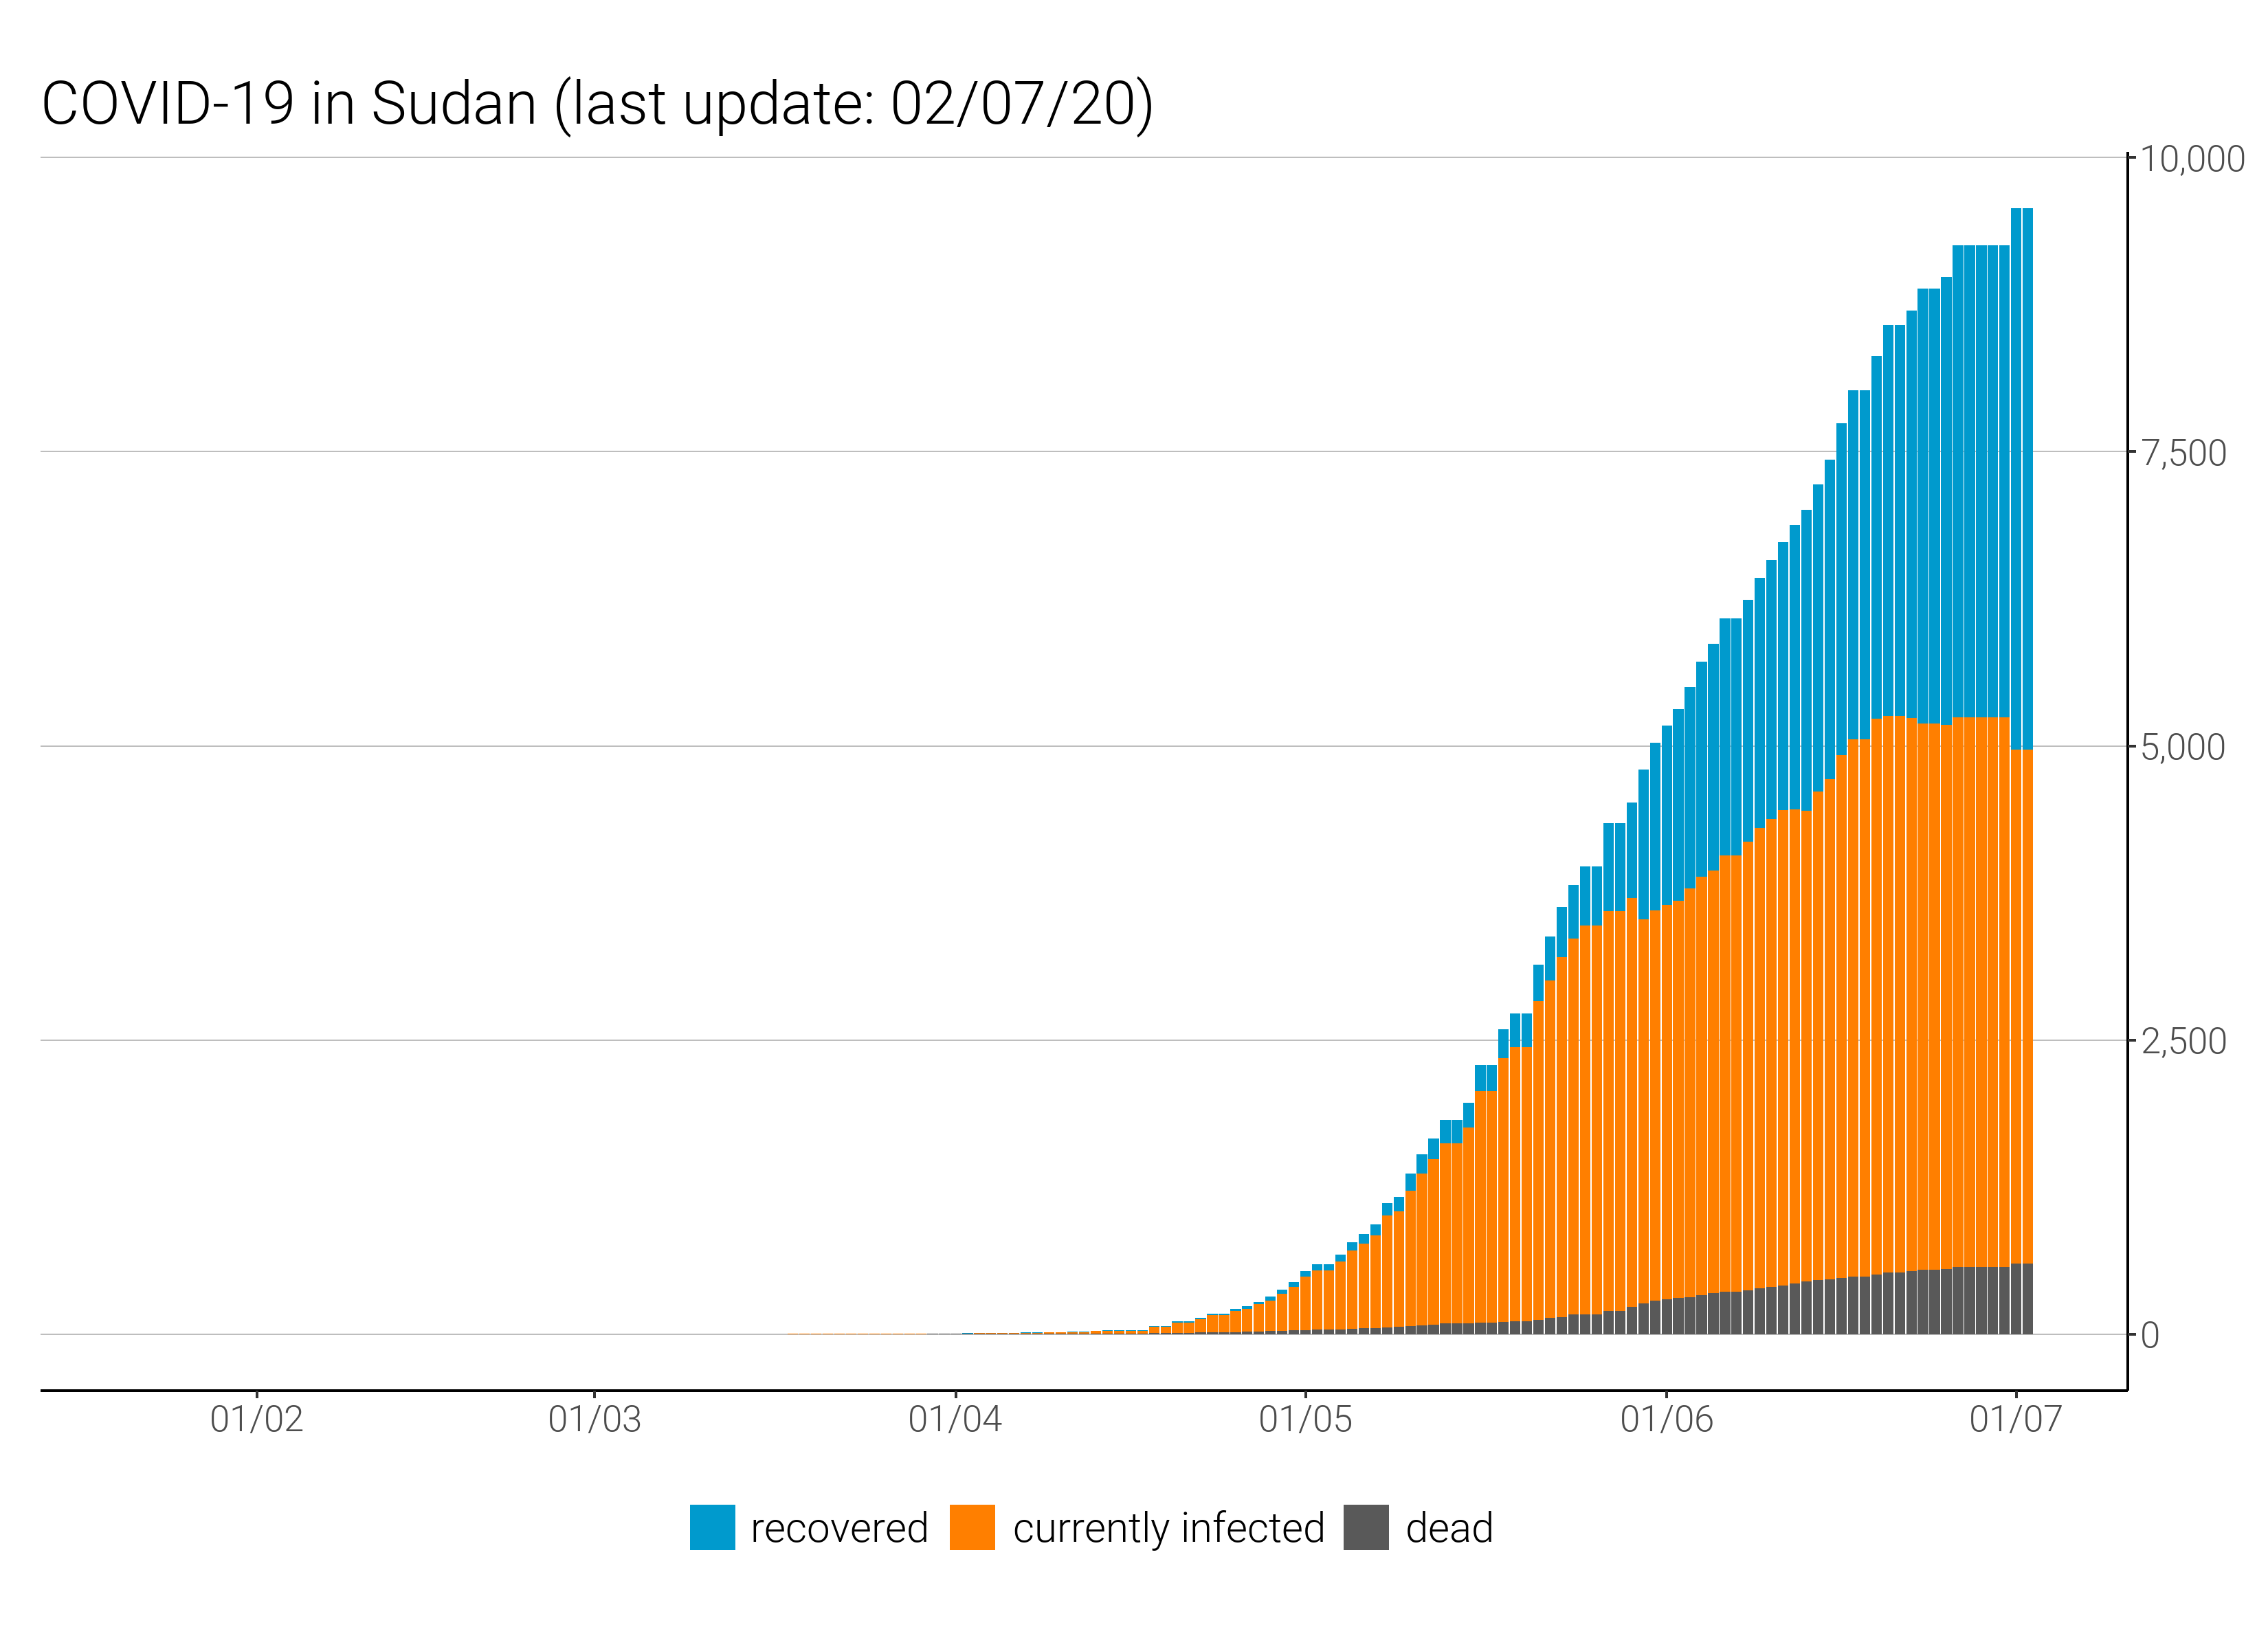 COVID-19 in Sudan (last update: 02/07/20)
10,000
7,500
5,000
2,500
0
01/02 01/03 01/04 01/05 01/06 01/07
recovered currently infected dead